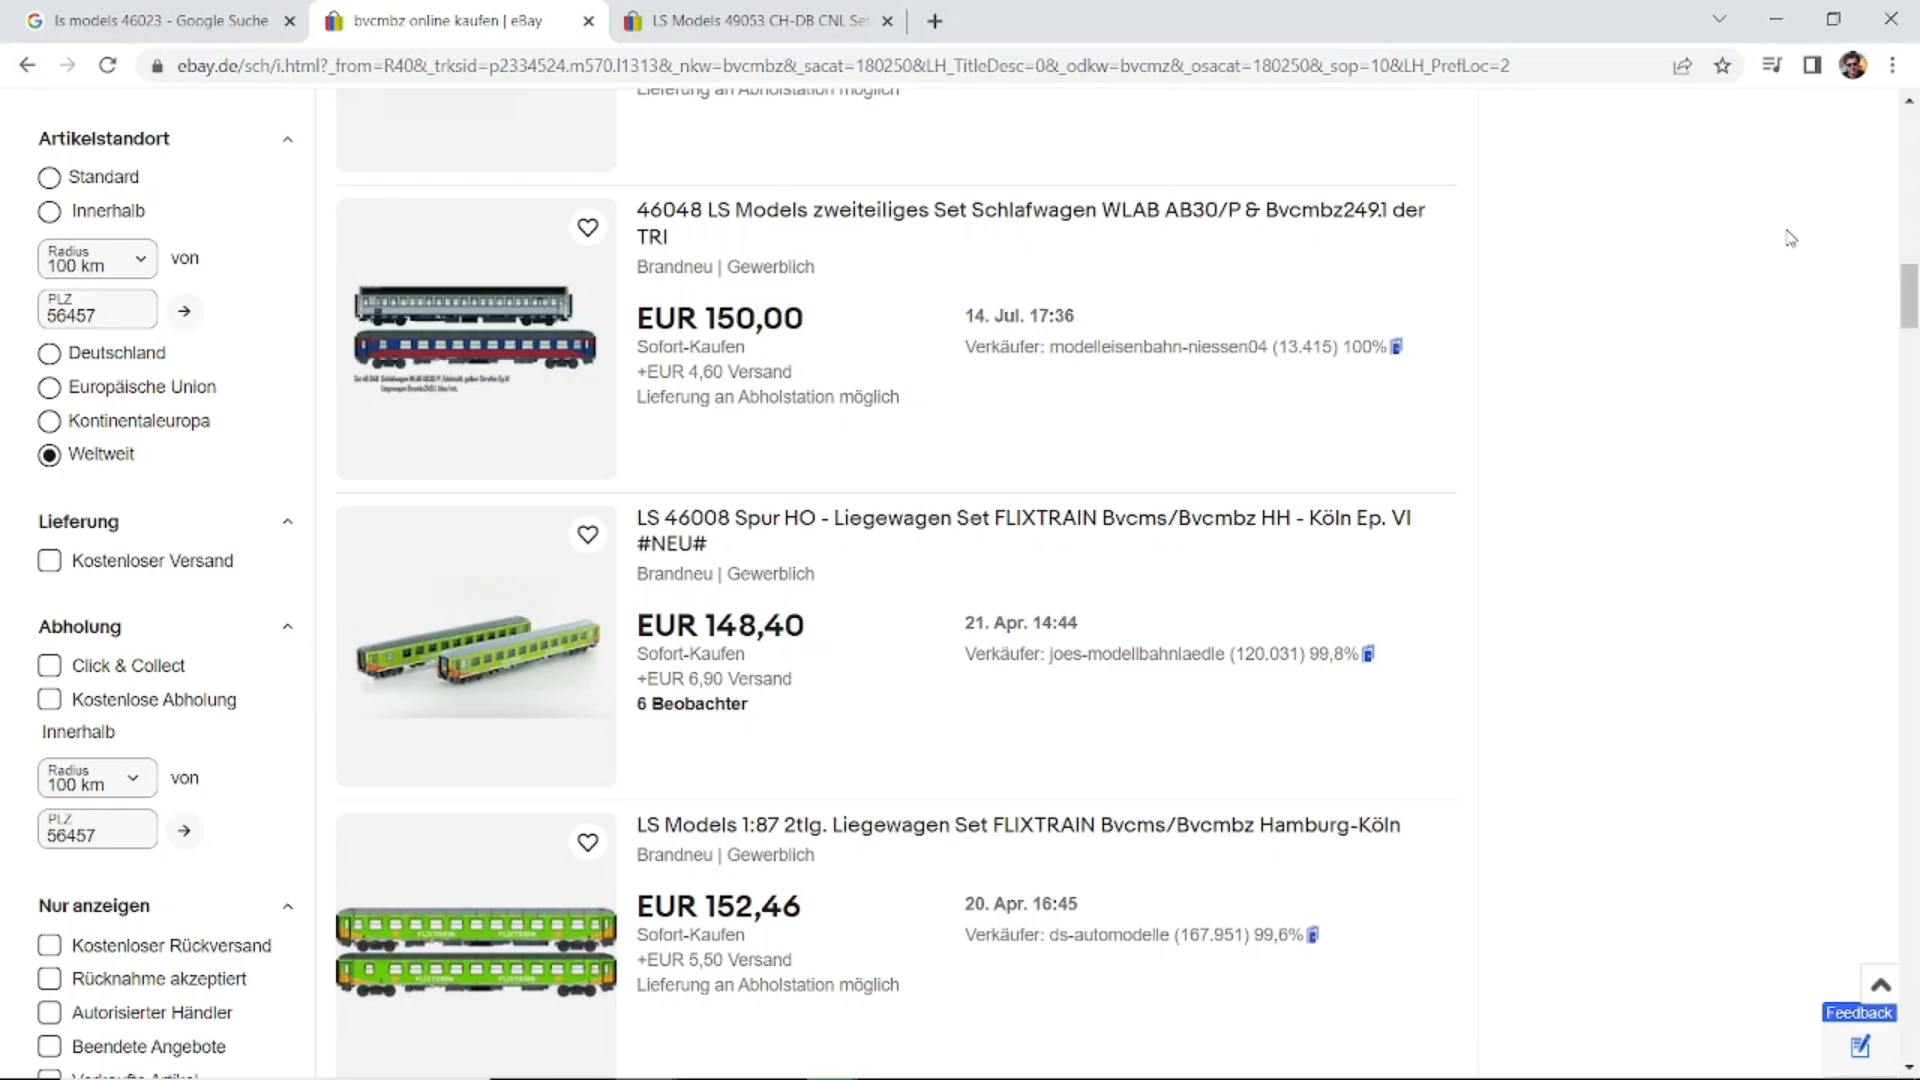 ls models 46023 - Google Suche
bvcmbz online kaufen | eBay
LS Models 49053 CH-DB CNL Set
ebay.de/sch/i.html?_from=R40&_trksid=p2334524.m570.l1313&_nkw=bvcmbz&_sacat=180250&LH_TitleDesc=0&_odkw=bvcmz&_osacat=180250&_sop=10&LH_PrefLoc=2
Artikelstandort
Standard
Innerhalb
Radius
100 km
von
PLZ
56457
Deutschland
Europäische Union
Kontinentaleuropa
Weltweit
Lieferung
Kostenloser Versand
Abholung
Click & Collect
Kostenlose Abholung
Innerhalb
Radius
100 km
von
PLZ
56457
Nur anzeigen
Kostenloser Rückversand
Rücknahme akzeptiert
Autorisierter Händler
Beendete Angebote
Verkaufte Artikel
Lieferung an Abholstation möglich
46048 LS Models zweiteiliges Set Schlafwagen WLAB AB30/P & Bvcmbz249.1 der
TRI
Brandneu | Gewerblich
EUR 150,00
Sofort-Kaufen
+EUR 4,60 Versand
Lieferung an Abholstation möglich
14. Jul. 17:36
Verkäufer: modelleisenbahn-niessen04 (13.415) 100%
LS 46008 Spur HO - Liegewagen Set FLIXTRAIN Bvcms/Bvcmbz HH - Köln Ep. VI
#NEU#
Brandneu | Gewerblich
EUR 148,40
Sofort-Kaufen
+EUR 6,90 Versand
6 Beobachter
21. Apr. 14:44
Verkäufer: joes-modellbahnlaedle (120.031) 99,8%
FLIXTRAIN FLIXTRAIN
FLIXTRAIN FLIXTRAIN
LS Models 1:87 2tlg. Liegewagen Set FLIXTRAIN Bvcms/Bvcmbz Hamburg-Köln
Brandneu | Gewerblich
EUR 152,46
Sofort-Kaufen
+EUR 5,50 Versand
Lieferung an Abholstation möglich
20. Apr. 16:45
Verkäufer: ds-automodelle (167.951) 99,6%
Feedback